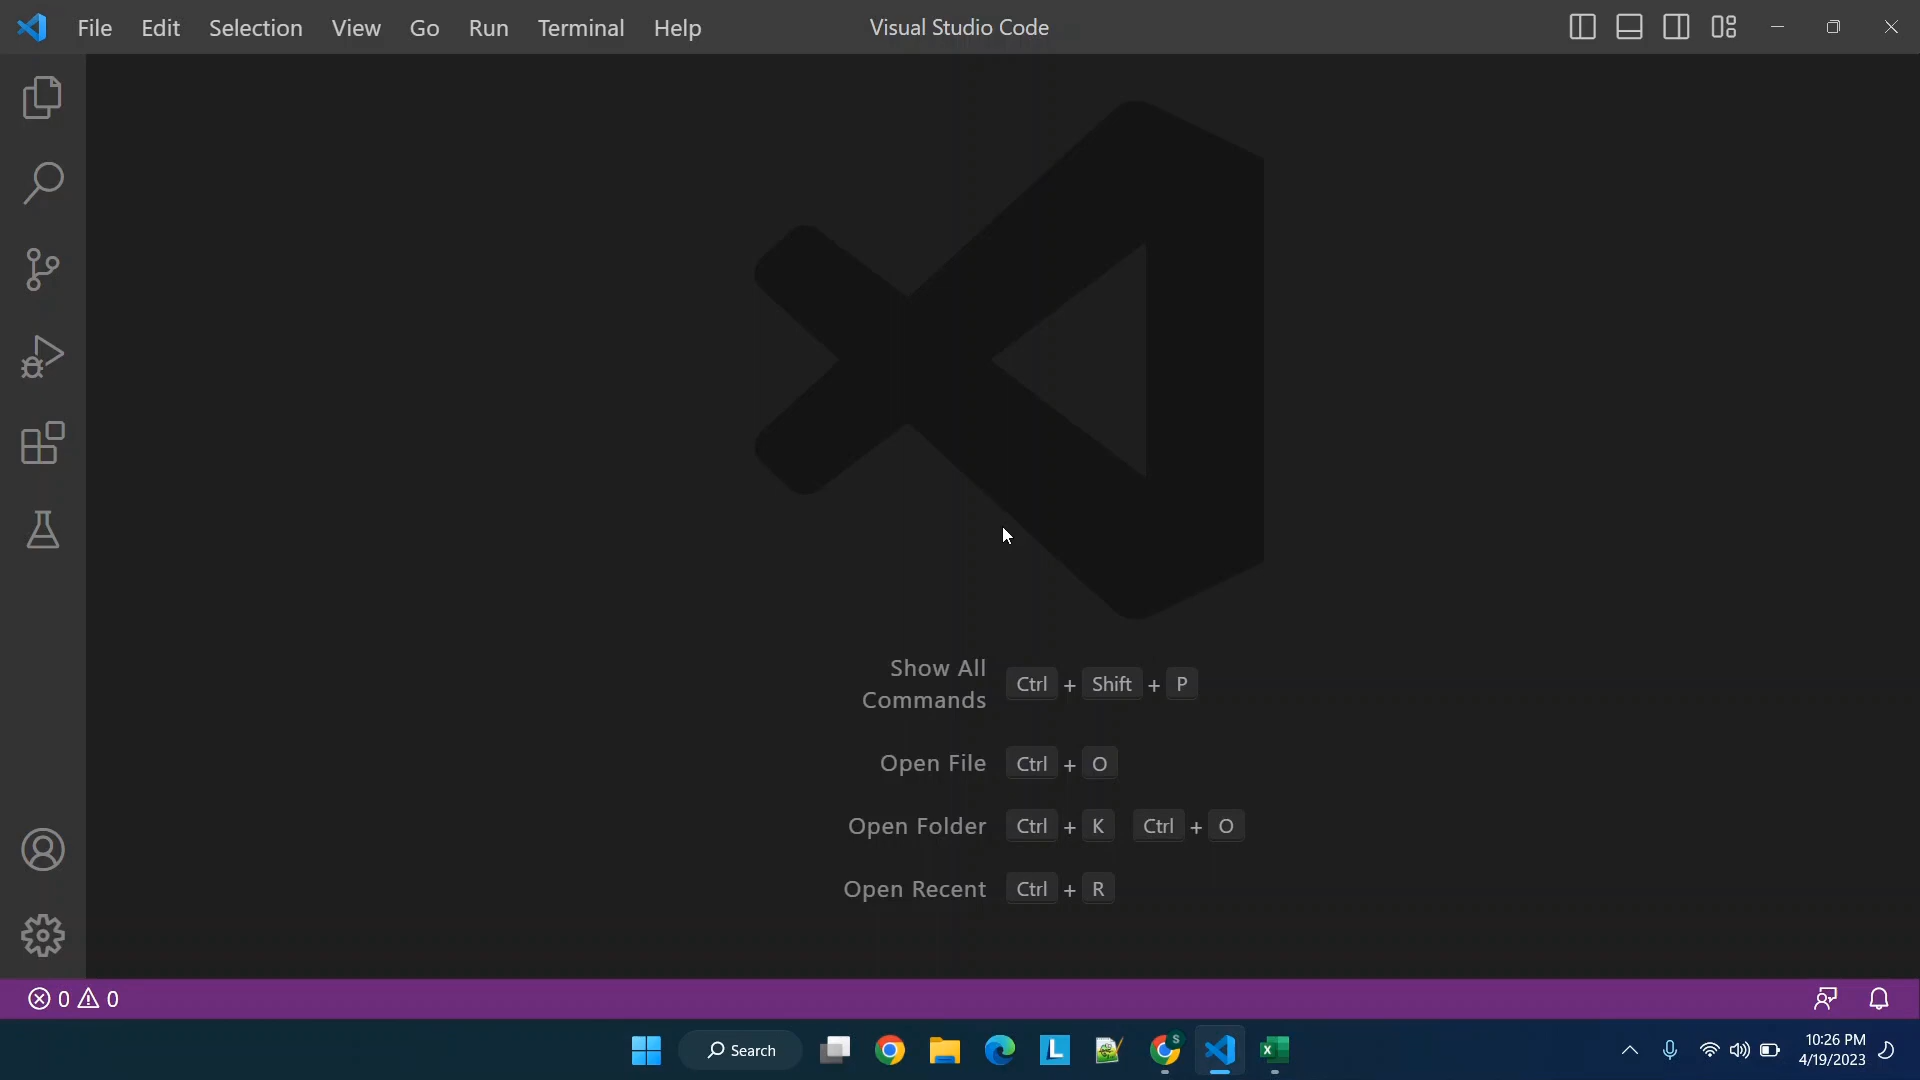 File Edit Selection View Go Run Terminal Help Visual Studio Code
Show All
Commands Ctrl + Shift + P
Open File Ctrl + O
Open Folder Ctrl + K Ctrl + O
Open Recent Ctrl + R
0 0
Search L S X 10:26 PM
4/19/2023